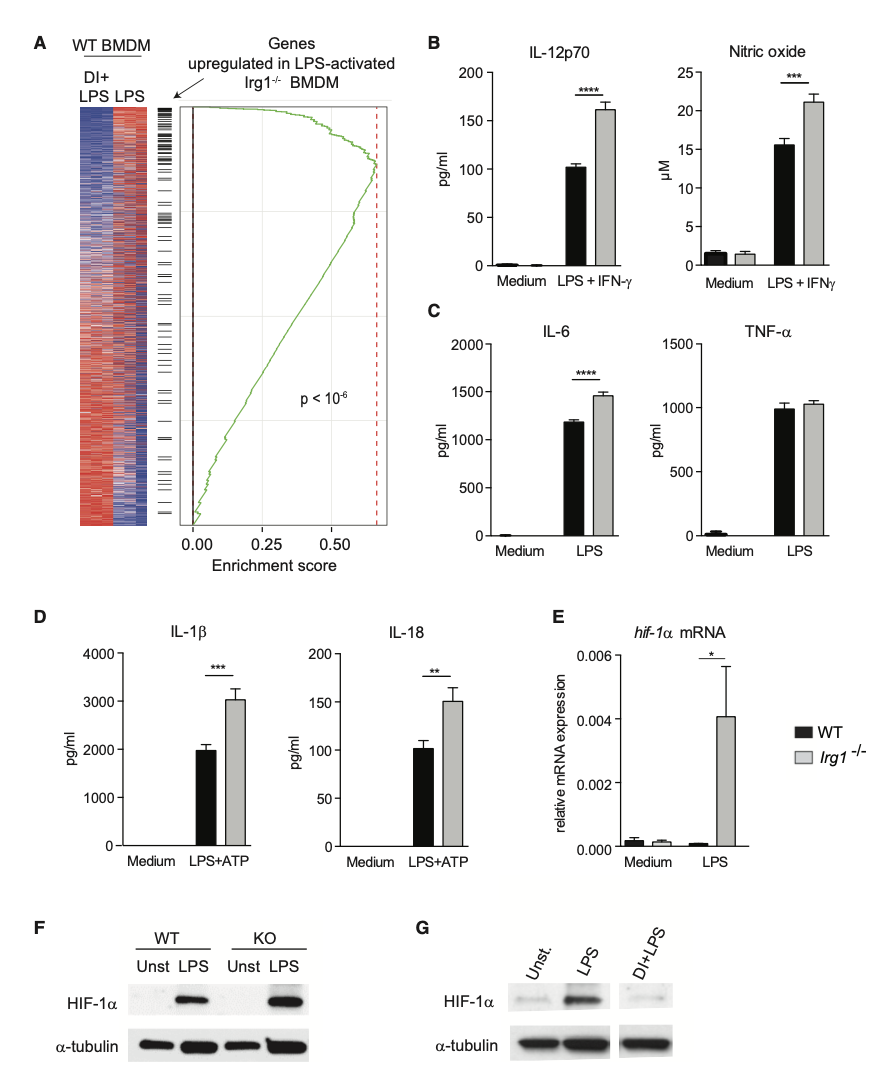 A
WT BMDM
DI+
LPS LPS
Genes
upregulated in LPS-activated
Irg1-/- BMDM
p < 10-6
0.00 0.25 0.50
Enrichment score
B
IL-12p70
200
150
100
50
0
pg/ml
****
Medium LPS + IFN-γ
Nitric oxide
25
20
15
10
5
0
µM
***
Medium LPS + IFNγ
C
IL-6
2000
1500
1000
500
0
pg/ml
****
Medium LPS
TNF-α
1500
1000
500
0
pg/ml
Medium LPS
D
IL-1β
4000
3000
2000
1000
0
pg/ml
***
Medium LPS+ATP
IL-18
200
150
100
50
0
pg/ml
**
Medium LPS+ATP
E
hif-1α mRNA
0.006
0.004
0.002
0.000
relative mRNA expression
*
Medium LPS
WT
Irg1 -/-
F
WT KO
Unst LPS Unst LPS
HIF-1α
α-tubulin
G
Unst. LPS DI+LPS
HIF-1α
α-tubulin